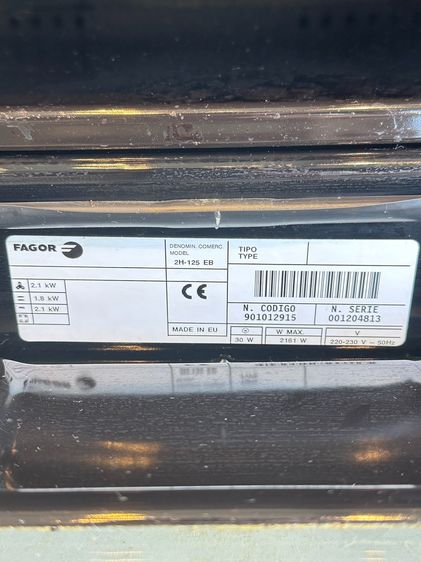 FAGOR
DENOMIN. COMERC.
MODEL
2H-125 EB
TIPO
TYPE
2.1 kW
1.8 kW
2.1 kW
CE
MADE IN EU
N. CODIGO
901012915
N. SERIE
001204813
30 W
W MAX.
2161 W
V
220-230 V ~ 50Hz